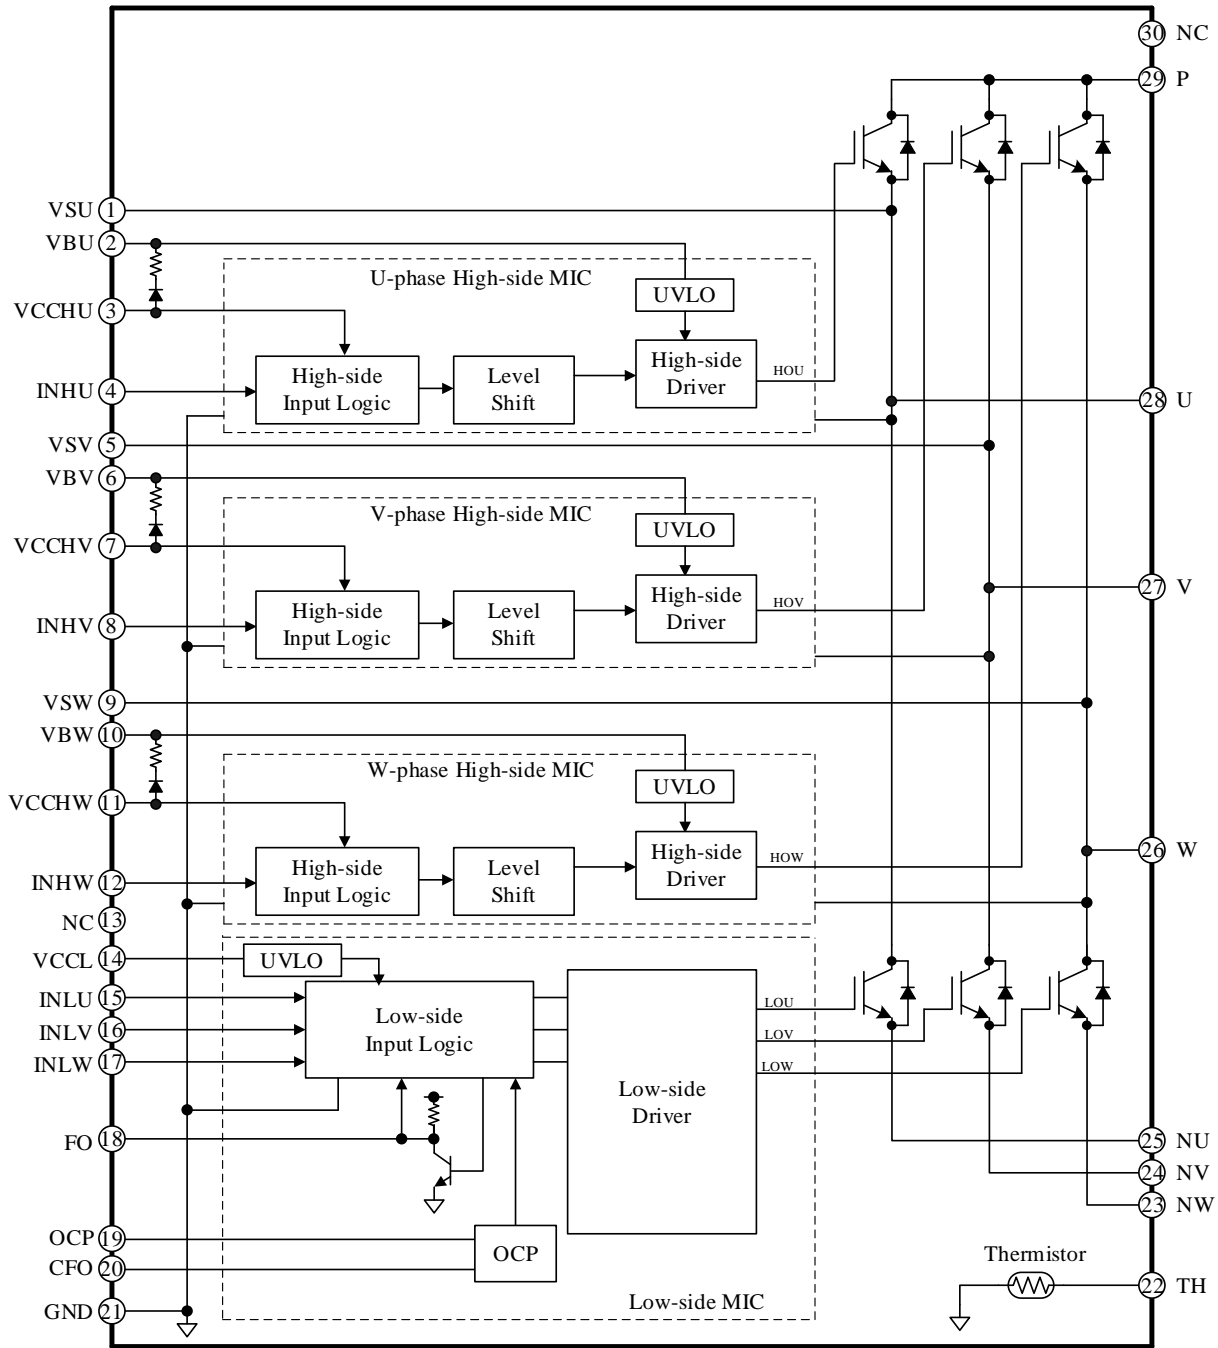 30 NC
29 P
VSU 1
VBU 2
U-phase High-side MIC
UVLO
VCCHU 3
High-side Input Logic
Level Shift
High-side Driver
HOU
INHU 4
28 U
VSV 5
VBV 6
V-phase High-side MIC
UVLO
VCCHV 7
High-side Input Logic
Level Shift
High-side Driver
HOV
27 V
INHV 8
VSW 9
VBW 10
W-phase High-side MIC
UVLO
VCCHW 11
High-side Input Logic
Level Shift
High-side Driver
HOW
26 W
INHW 12
NC 13
VCCL 14
UVLO
INLU 15
INLV 16
INLW 17
Low-side Input Logic
LOU
LOV
LOW
Low-side Driver
FO 18
25 NU
24 NV
23 NW
OCP 19
CFO 20
OCP
Thermistor
22 TH
GND 21
Low-side MIC